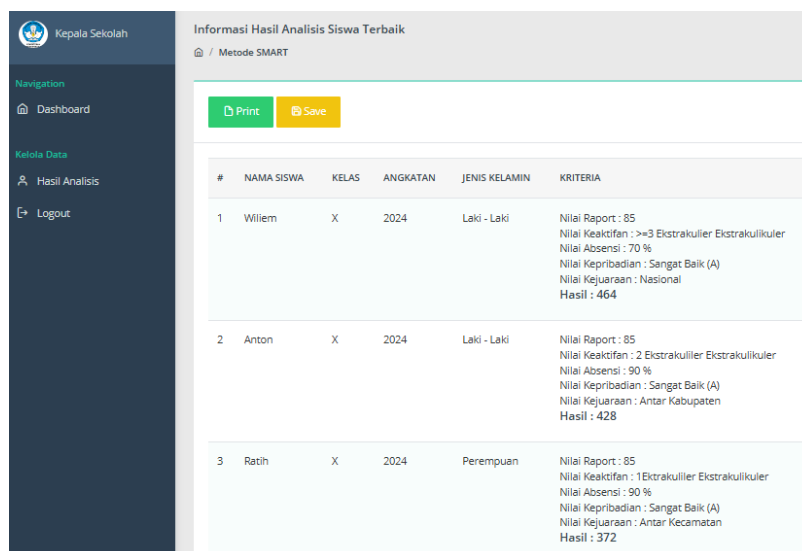 Kepala Sekolah
Navigation
Dashboard
Kelola Data
Hasil Analisis
Logout
Informasi Hasil Analisis Siswa Terbaik
/ Metode SMART
Print Save
# NAMA SISWA KELAS ANGKATAN JENIS KELAMIN KRITERIA
1 Wiliem X 2024 Laki - Laki Nilai Raport : 85
Nilai Keaktifan : >=3 Ekstrakulier Ekstrakulikuler
Nilai Absensi : 70 %
Nilai Kepribadian : Sangat Baik (A)
Nilai Kejuaraan : Nasional
Hasil : 464
2 Anton X 2024 Laki - Laki Nilai Raport : 85
Nilai Keaktifan : 2 Ekstrakuliler Ekstrakulikuler
Nilai Absensi : 90 %
Nilai Kepribadian : Sangat Baik (A)
Nilai Kejuaraan : Antar Kabupaten
Hasil : 428
3 Ratih X 2024 Perempuan Nilai Raport : 85
Nilai Keaktifan : 1Ektrakuliler Ekstrakulikuler
Nilai Absensi : 90 %
Nilai Kepribadian : Sangat Baik (A)
Nilai Kejuaraan : Antar Kecamatan
Hasil : 372